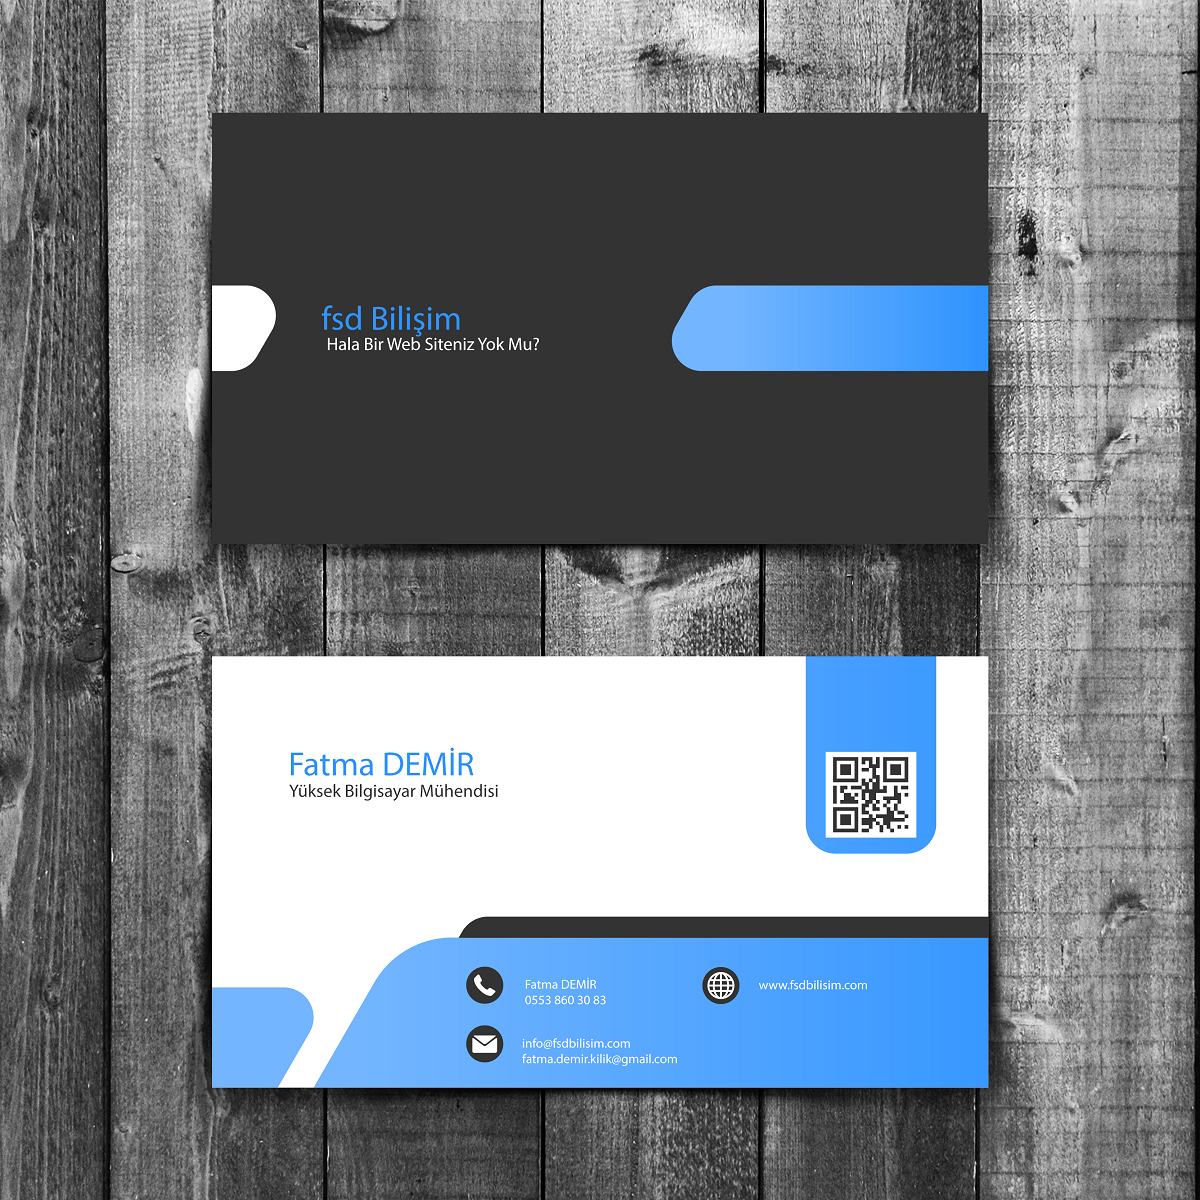 fsd Bilişim
Hala Bir Web Siteniz Yok Mu?
Fatma DEMİR
Yüksek Bilgisayar Mühendisi
Fatma DEMİR
0553 860 30 83
www.fsdbilisim.com
info@fsdbilisim.com
fatma.demir.kilik@gmail.com